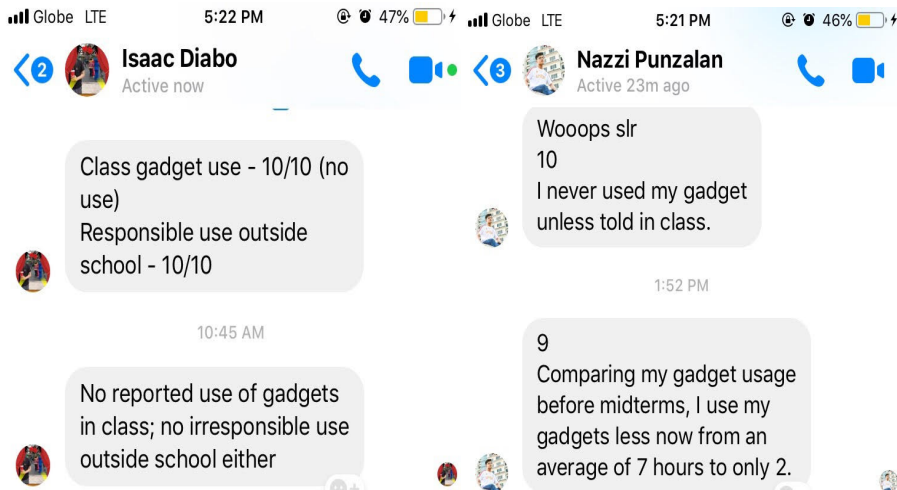 Globe LTE 5:22 PM 47%
2 Isaac Diabo
Active now
Class gadget use - 10/10 (no
use)
Responsible use outside
school - 10/10
10:45 AM
No reported use of gadgets
in class; no irresponsible use
outside school either
Globe LTE 5:21 PM 46%
3 Nazzi Punzalan
Active 23m ago
Wooops slr
10
I never used my gadget
unless told in class.
1:52 PM
9
Comparing my gadget usage
before midterms, I use my
gadgets less now from an
average of 7 hours to only 2.